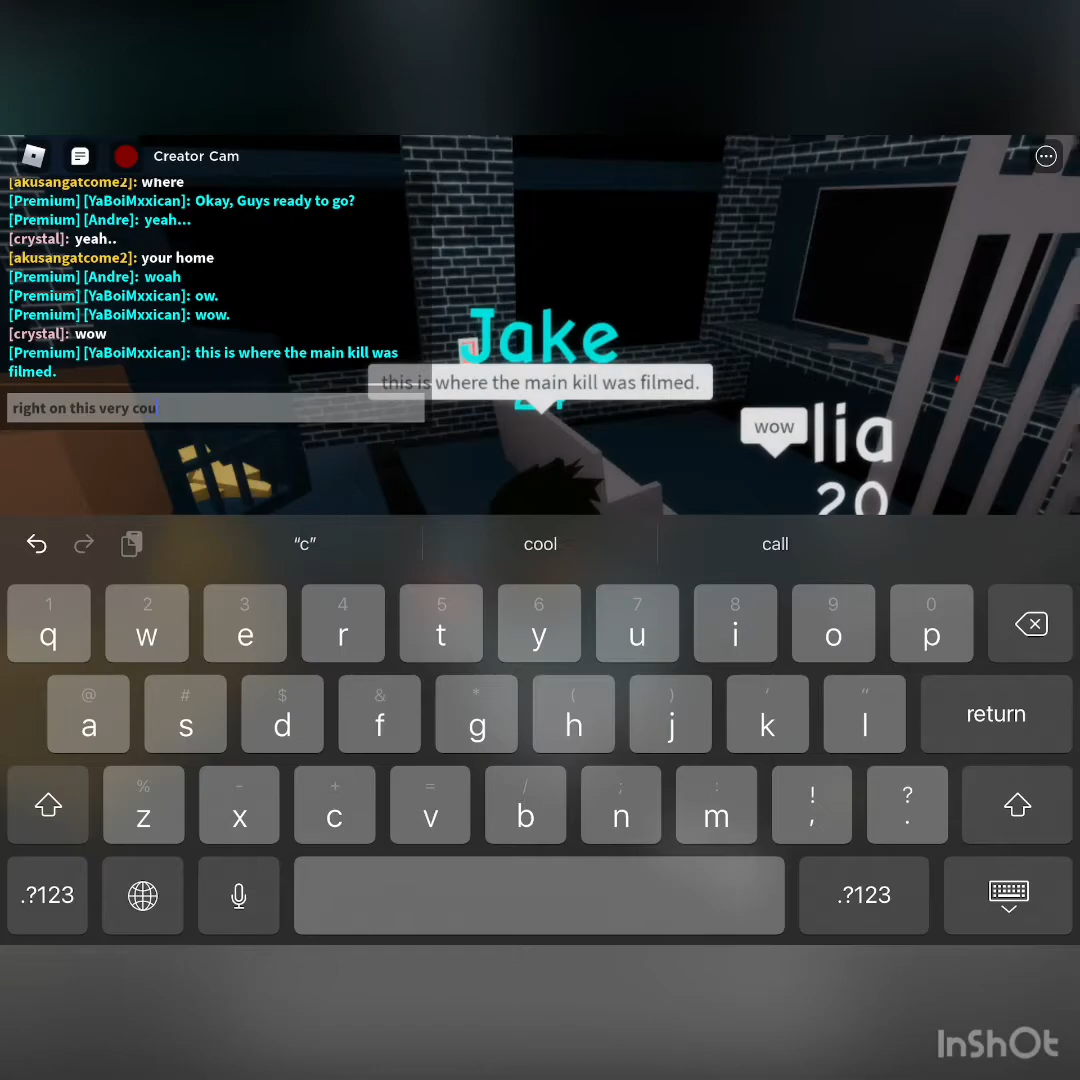 Creator Cam
[akusangatcome2]: where
[Premium] [YaBoiMxxican]: Okay, Guys ready to go?
[Premium] [Andre]: yeah...
[crystal]: yeah..
[akusangatcome2]: your home
[Premium] [Andre]: woah
[Premium] [YaBoiMxxican]: ow.
[Premium] [YaBoiMxxican]: wow.
[crystal]: wow
[Premium] [YaBoiMxxican]: this is where the main kill was
filmed.
right on this very cou
Jake
this is where the main kill was filmed.
wow
lia
20
“c” cool call
1 2 3 4 5 6 7 8 9 0
q w e r t y u i o p
@ # $ & * ( ) ‘ “
a s d f g h j k l return
% - + = / ; : ! ?
z x c v b n m , .
.?123 .?123
InShOt